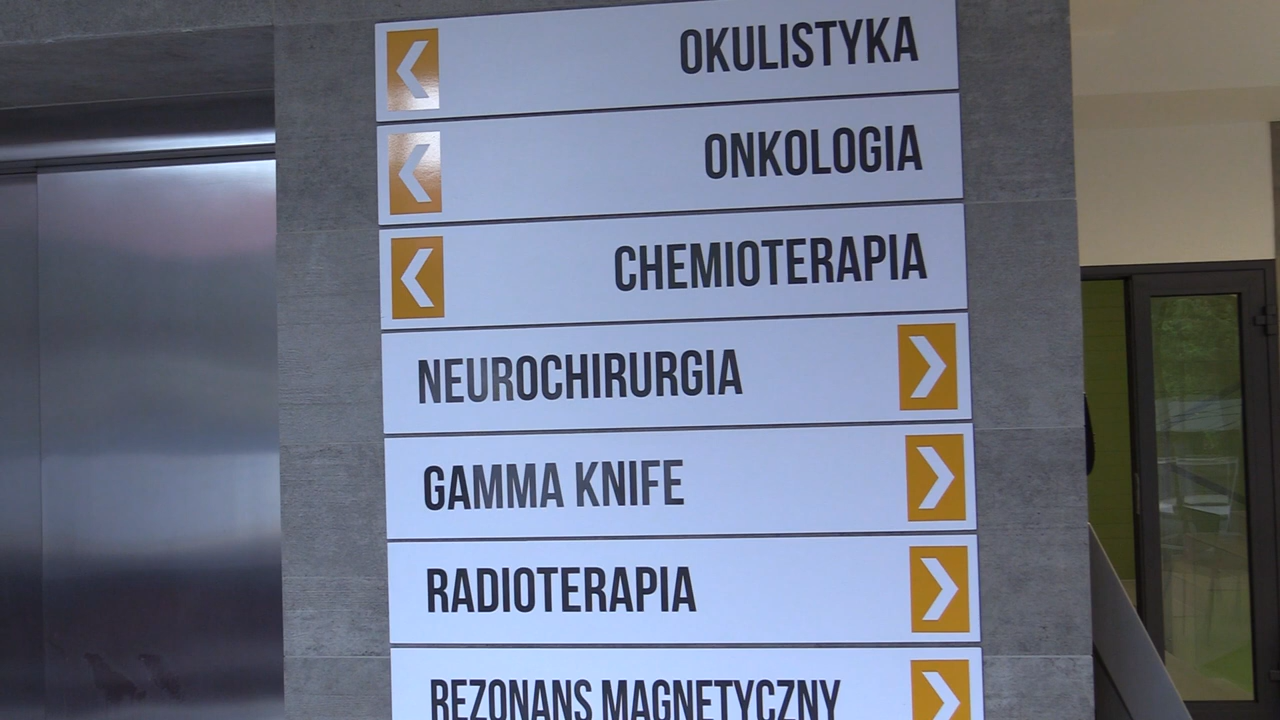 OKULISTYKA
ONKOLOGIA
CHEMIOTERAPIA
NEUROCHIRURGIA
GAMMA KNIFE
RADIOTERAPIA
REZONANS MAGNETYCZNY